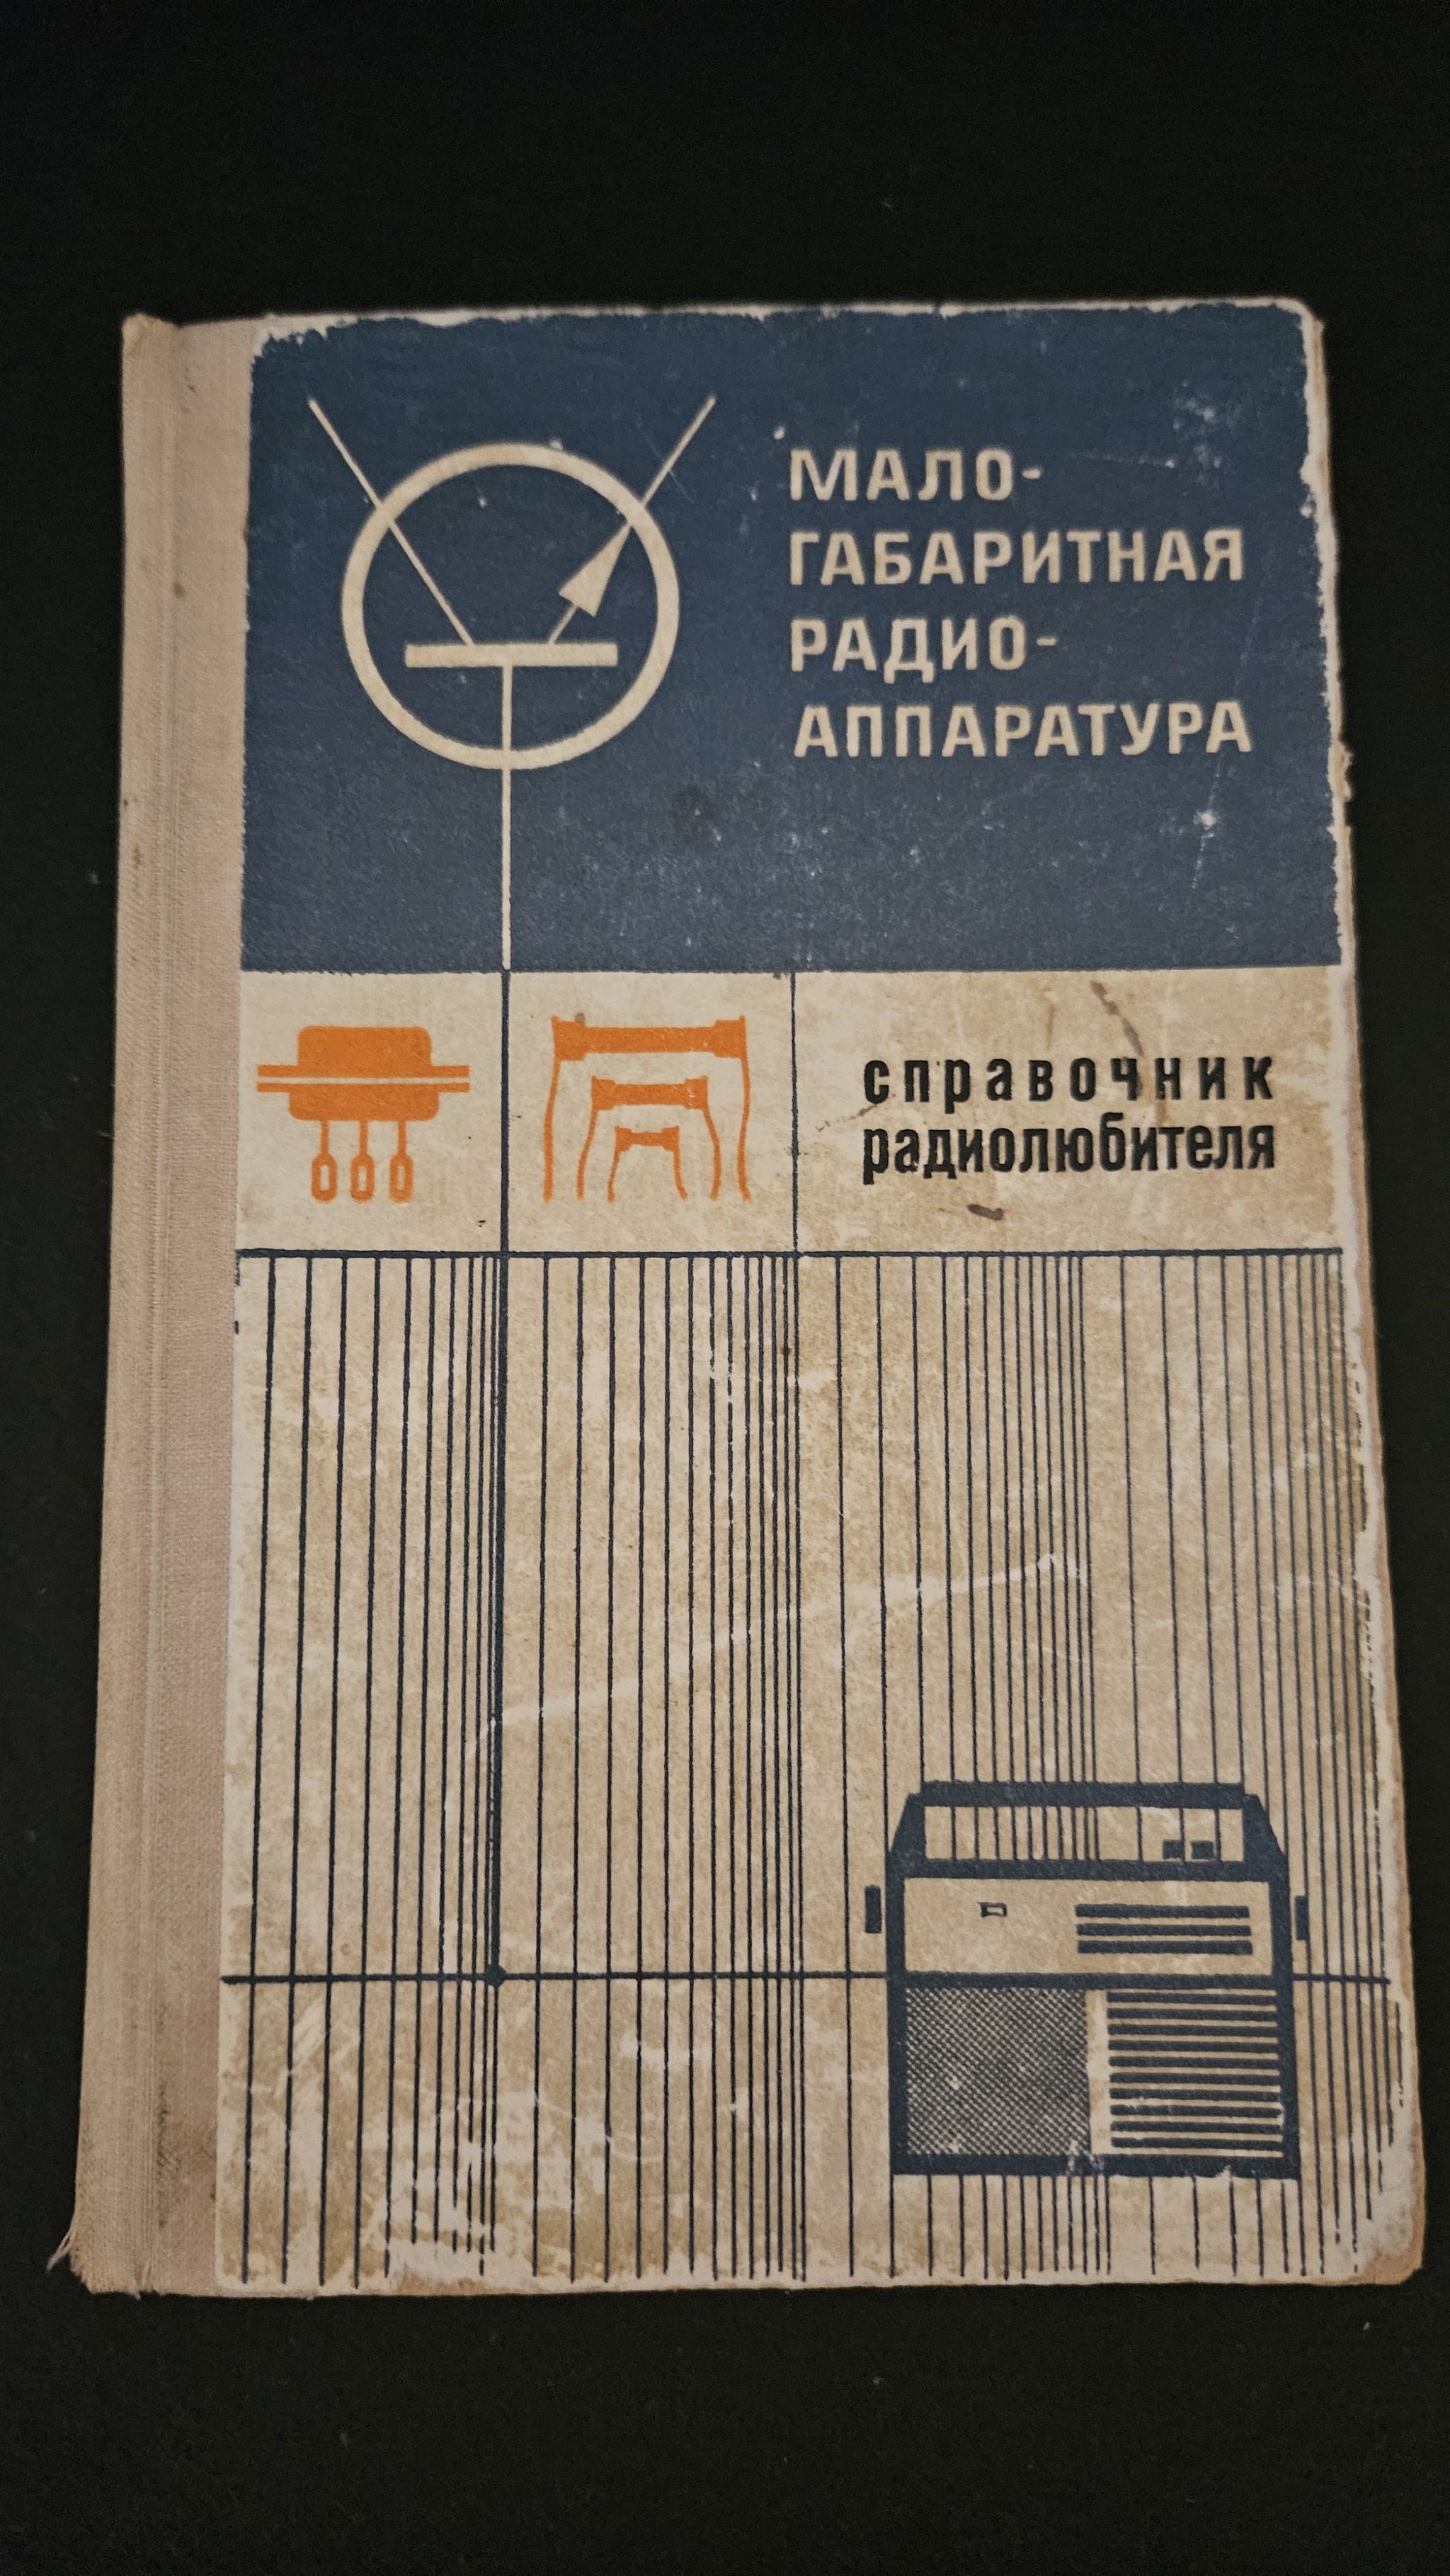 МАЛО-
ГАБАРИТНАЯ
РАДИО-
АППАРАТУРА
справочник
радиолюбителя